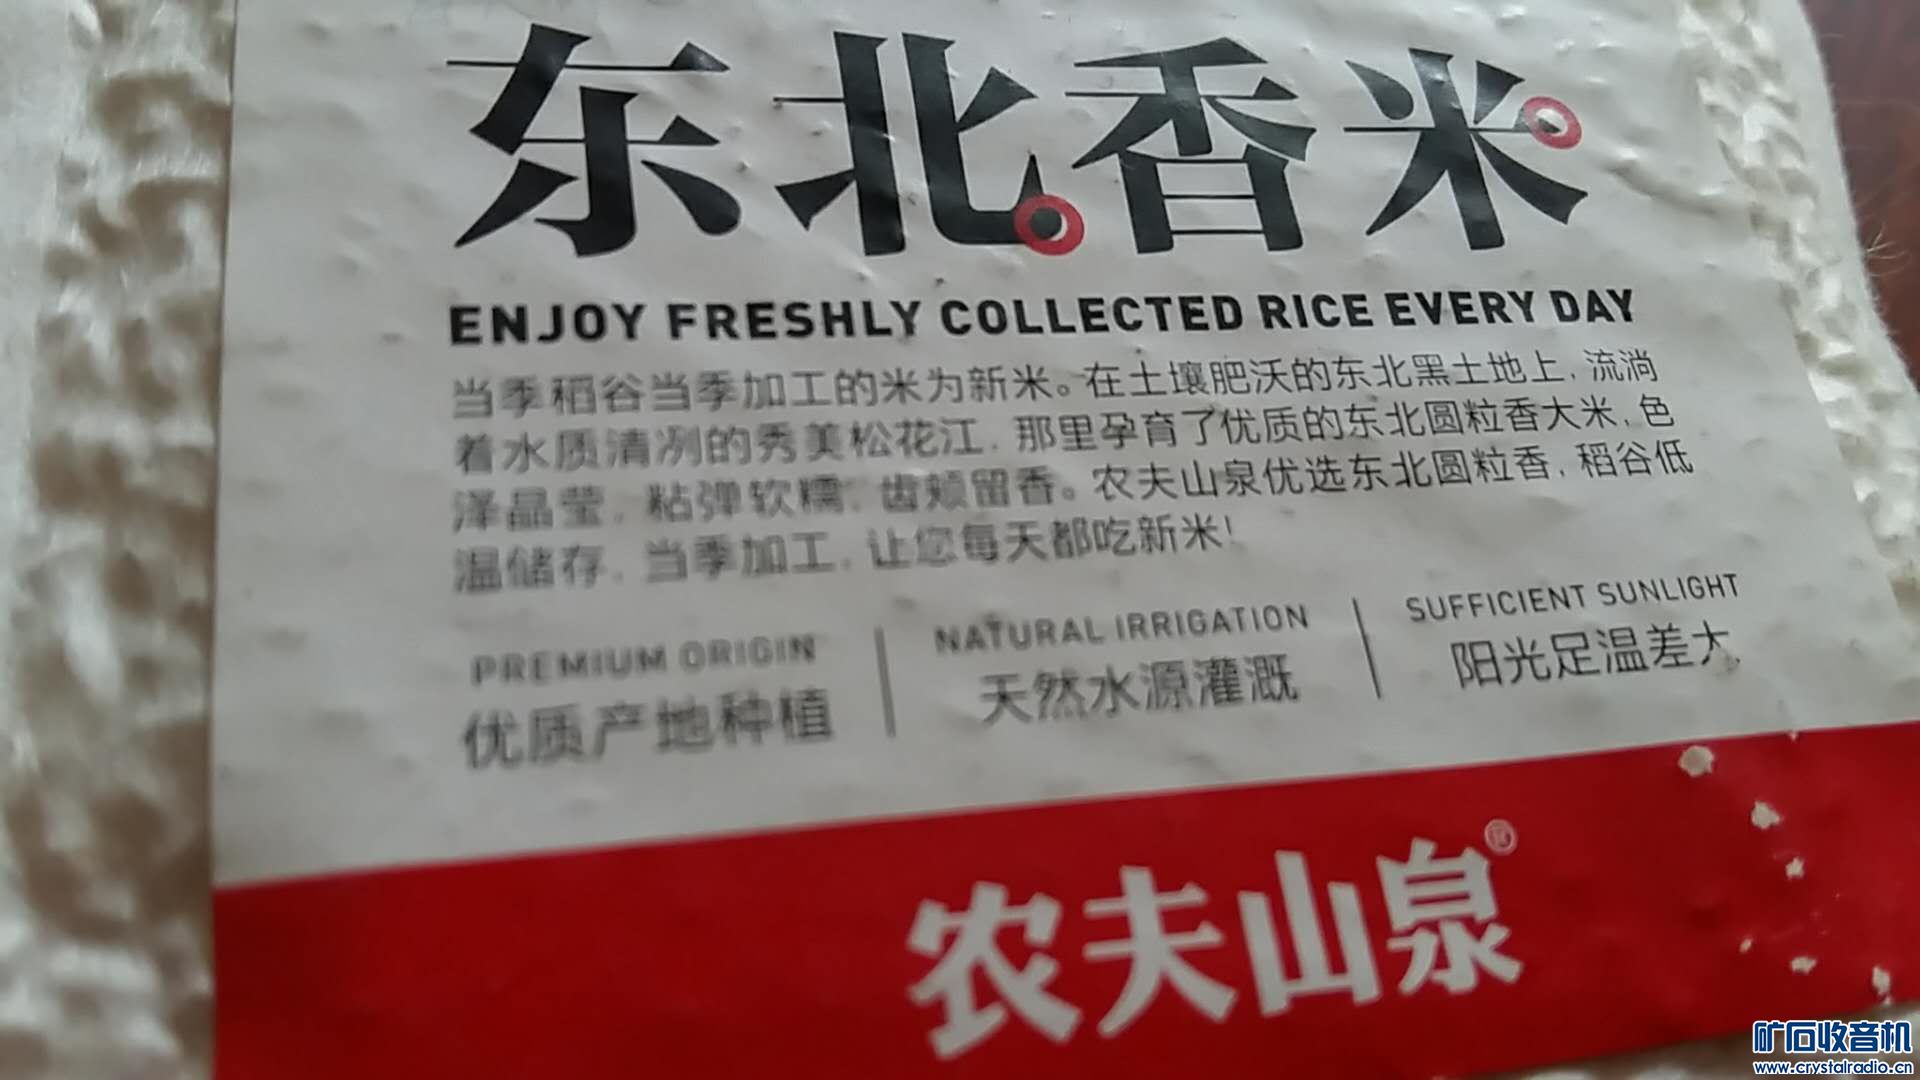 东北香米
ENJOY FRESHLY COLLECTED RICE EVERY DAY
当季稻谷当季加工的米为新米。在土壤肥沃的东北黑土地上，流淌
着水质清冽的秀美松花江，那里孕育了优质的东北圆粒香大米，色
泽晶莹，粘弹软糯，齿颊留香。农夫山泉优选东北圆粒香，稻谷低
温储存，当季加工，让您每天都吃新米！
PREMIUM ORIGIN
优质产地种植
NATURAL IRRIGATION
天然水源灌溉
SUFFICIENT SUNLIGHT
阳光足温差大
农夫山泉®
矿石收音机
www.crystalradio.cn